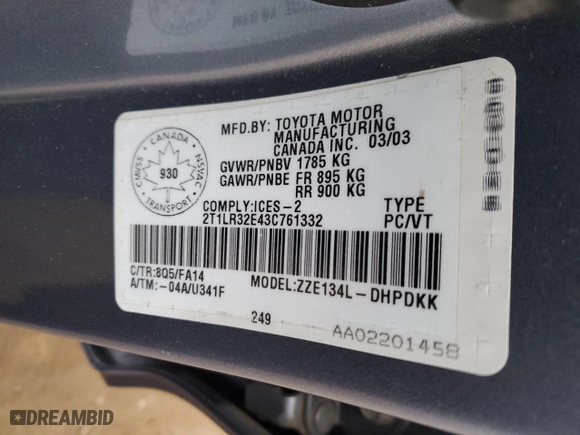 MFD.BY: TOYOTA MOTOR
MANUFACTURING
CANADA INC. 03/03
GVWR/PNBV 1785 KG
GAWR/PNBE FR 895 KG
RR 900 KG
CANADA
CMVSS
NSVAC
930
TRANSPORT
COMPLY:ICES-2
TYPE
2T1LR32E43C761332
PC/VT
C/TR:8Q5/FA14
MODEL:ZZE134L-DHPDKK
A/TM:-04A/U341F
249
AA02201458
DREAMBID